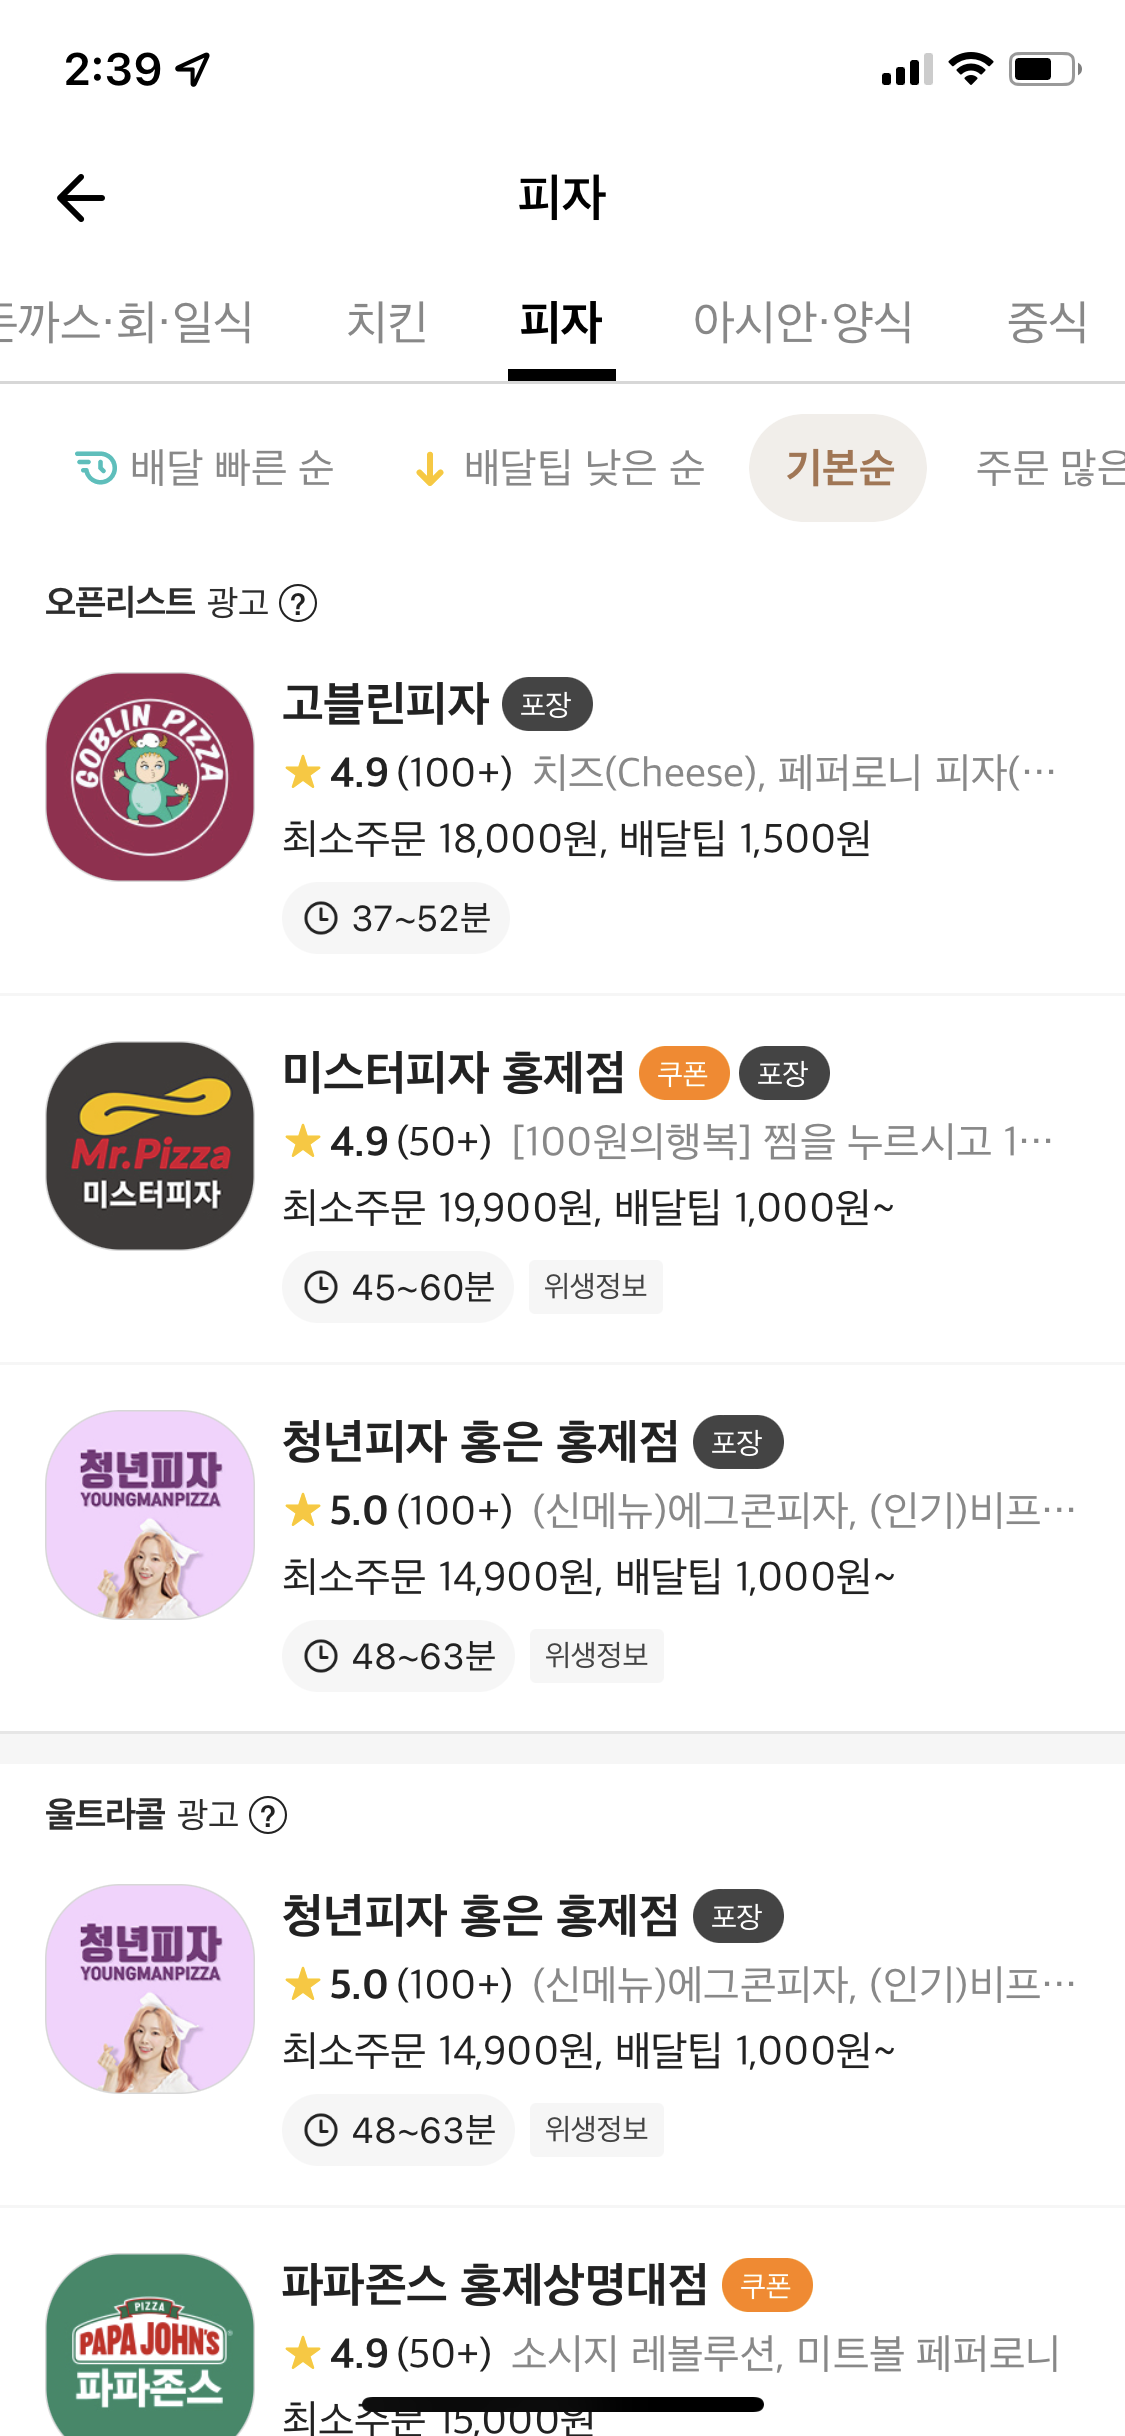 2:39
피자
돈까스·회·일식 치킨 피자 아시안·양식 중식
배달 빠른 순 배달팁 낮은 순 기본순 주문 많은
오픈리스트 광고 ?
GOBLIN PIZZA
고블린피자 포장
4.9 (100+) 치즈(Cheese), 페퍼로니 피자(···
최소주문 18,000원, 배달팁 1,500원
37~52분
Mr.Pizza
미스터피자
미스터피자 홍제점 쿠폰 포장
4.9 (50+) [100원의행복] 찜을 누르시고 1···
최소주문 19,900원, 배달팁 1,000원~
45~60분 위생정보
청년피자
YOUNGMANPIZZA
청년피자 홍은 홍제점 포장
5.0 (100+) (신메뉴)에그콘피자, (인기)비프···
최소주문 14,900원, 배달팁 1,000원~
48~63분 위생정보
울트라콜 광고 ?
청년피자
YOUNGMANPIZZA
청년피자 홍은 홍제점 포장
5.0 (100+) (신메뉴)에그콘피자, (인기)비프···
최소주문 14,900원, 배달팁 1,000원~
48~63분 위생정보
PIZZA
PAPA JOHN'S
파파존스
파파존스 홍제상명대점 쿠폰
4.9 (50+) 소시지 레볼루션, 미트볼 페퍼로니
최소주문 15,000원